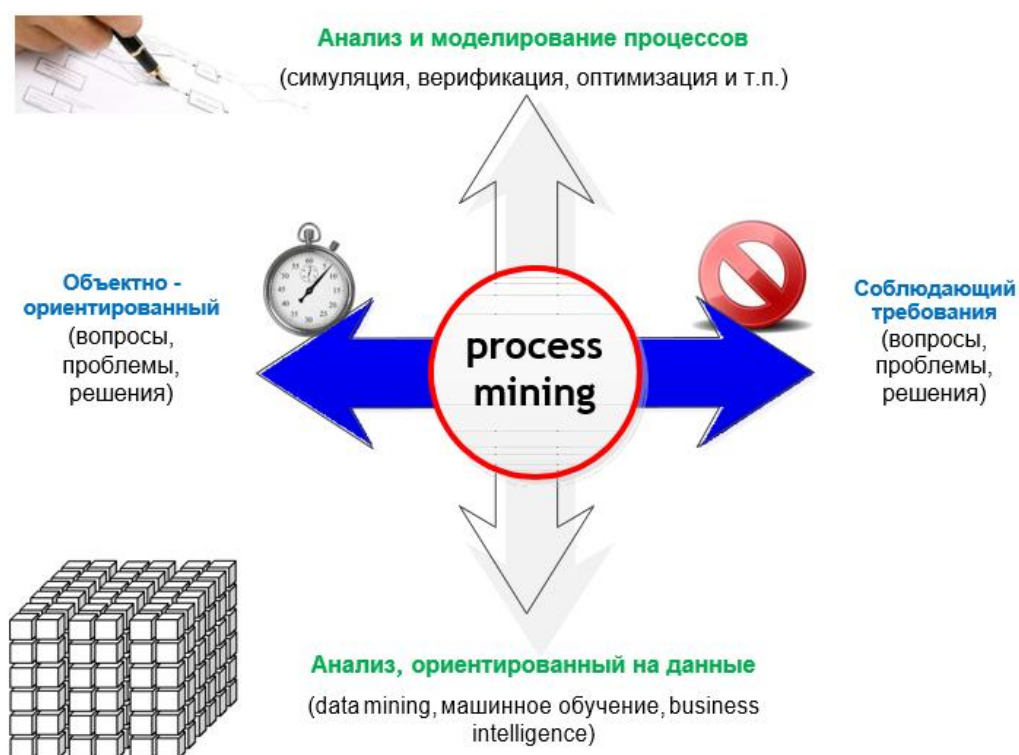 Анализ и моделирование процессов
(симуляция, верификация, оптимизация и т.п.)
Объектно -
ориентированный
(вопросы,
проблемы,
решения)
process
mining
Соблюдающий
требования
(вопросы,
проблемы,
решения)
Анализ, ориентированный на данные
(data mining, машинное обучение, business
intelligence)